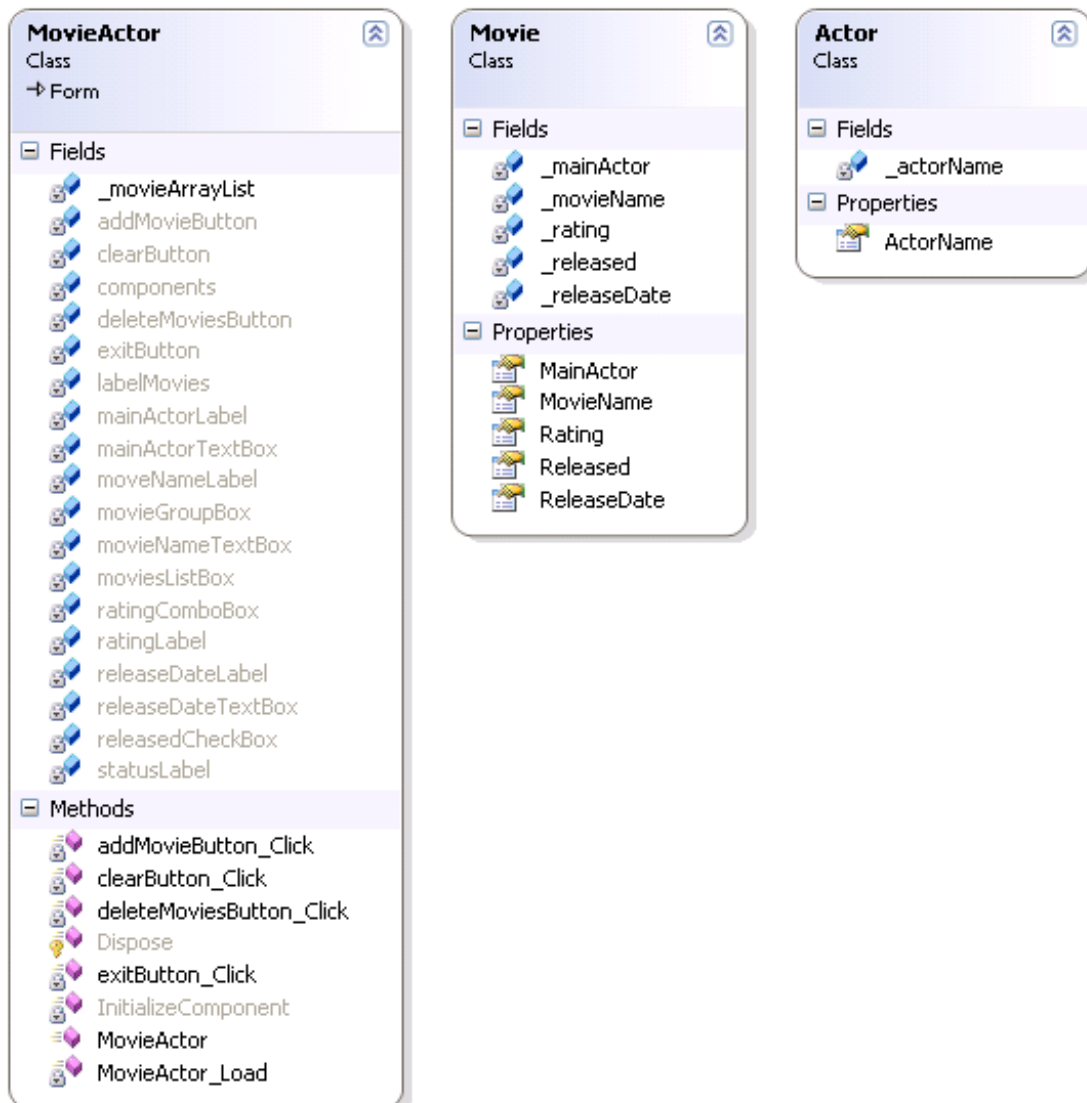 MovieActor
Class
Form
Fields
_movieArrayList
addMovieButton
clearButton
components
deleteMoviesButton
exitButton
labelMovies
mainActorLabel
mainActorTextBox
moveNameLabel
movieGroupBox
movieNameTextBox
moviesListBox
ratingComboBox
ratingLabel
releaseDateLabel
releaseDateTextBox
releasedCheckBox
statusLabel
Methods
addMovieButton_Click
clearButton_Click
deleteMoviesButton_Click
Dispose
exitButton_Click
InitializeComponent
MovieActor
MovieActor_Load
Movie
Class
Fields
_mainActor
_movieName
_rating
_released
_releaseDate
Properties
MainActor
MovieName
Rating
Released
ReleaseDate
Actor
Class
Fields
_actorName
Properties
ActorName